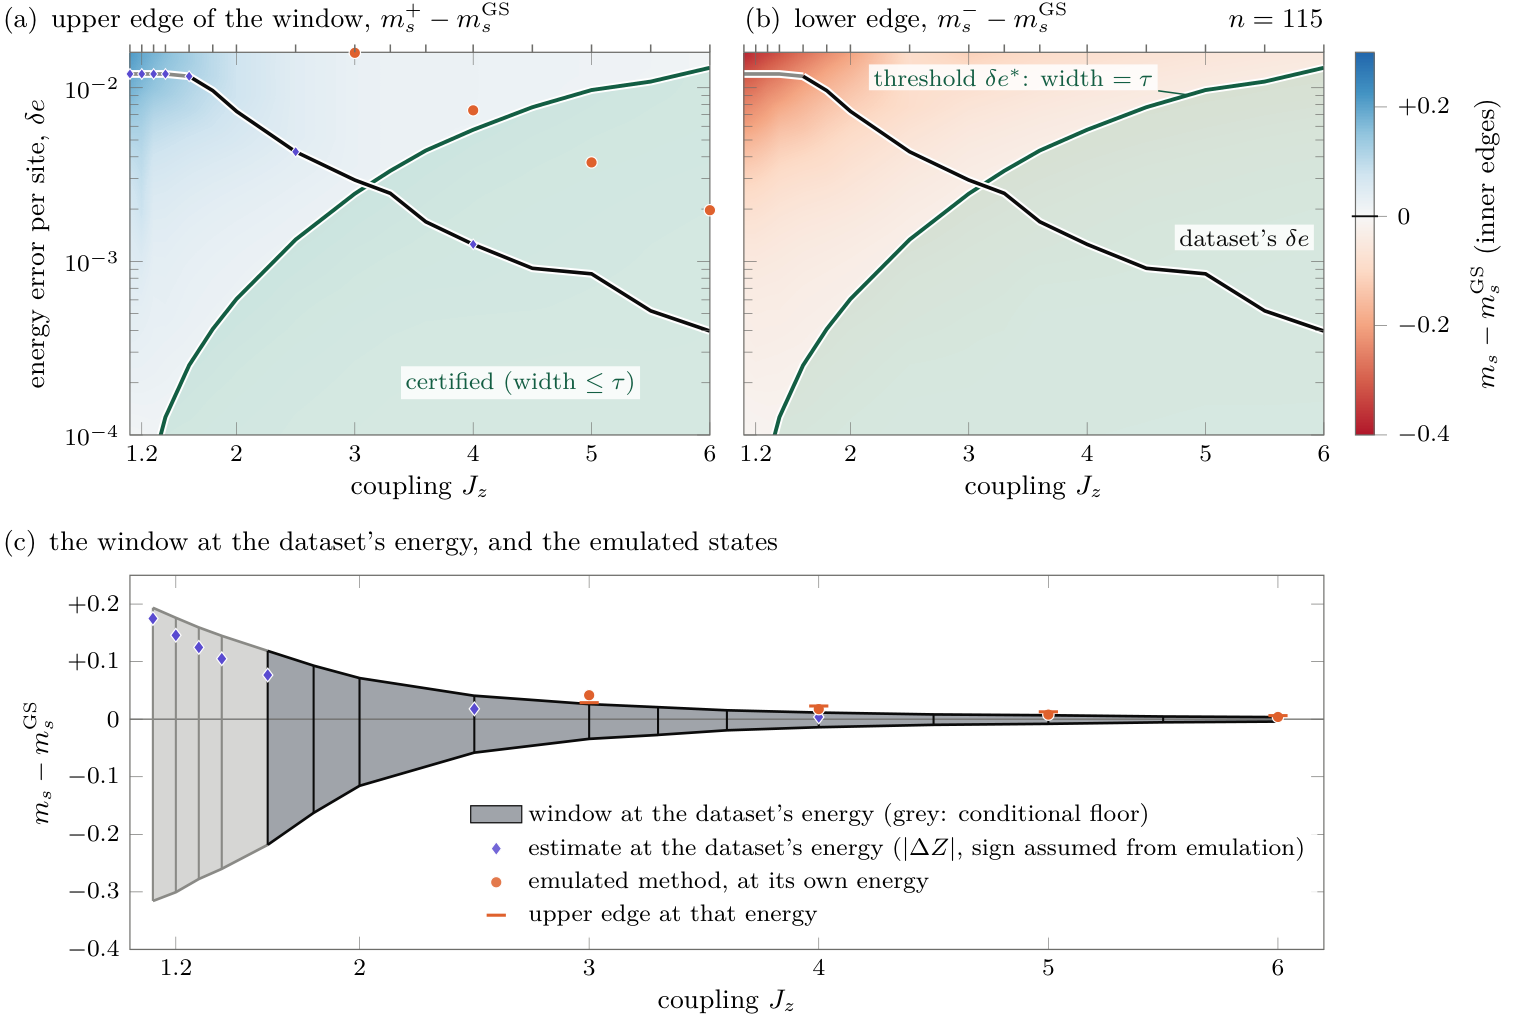 (a) upper edge of the window, m_s^+ − m_s^GS
(b) lower edge, m_s^− − m_s^GS
n = 115
energy error per site, δe
10^−2
10^−3
10^−4
certified (width ≤ τ)
1.2 2 3 4 5 6
coupling J_z
threshold δe*: width = τ
dataset's δe
1.2 2 3 4 5 6
coupling J_z
+0.2
0
−0.2
−0.4
m_s − m_s^GS (inner edges)
(c) the window at the dataset's energy, and the emulated states
m_s − m_s^GS
+0.2
+0.1
0
−0.1
−0.2
−0.3
−0.4
window at the dataset's energy (grey: conditional floor)
estimate at the dataset's energy (|ΔZ|, sign assumed from emulation)
emulated method, at its own energy
upper edge at that energy
1.2 2 3 4 5 6
coupling J_z